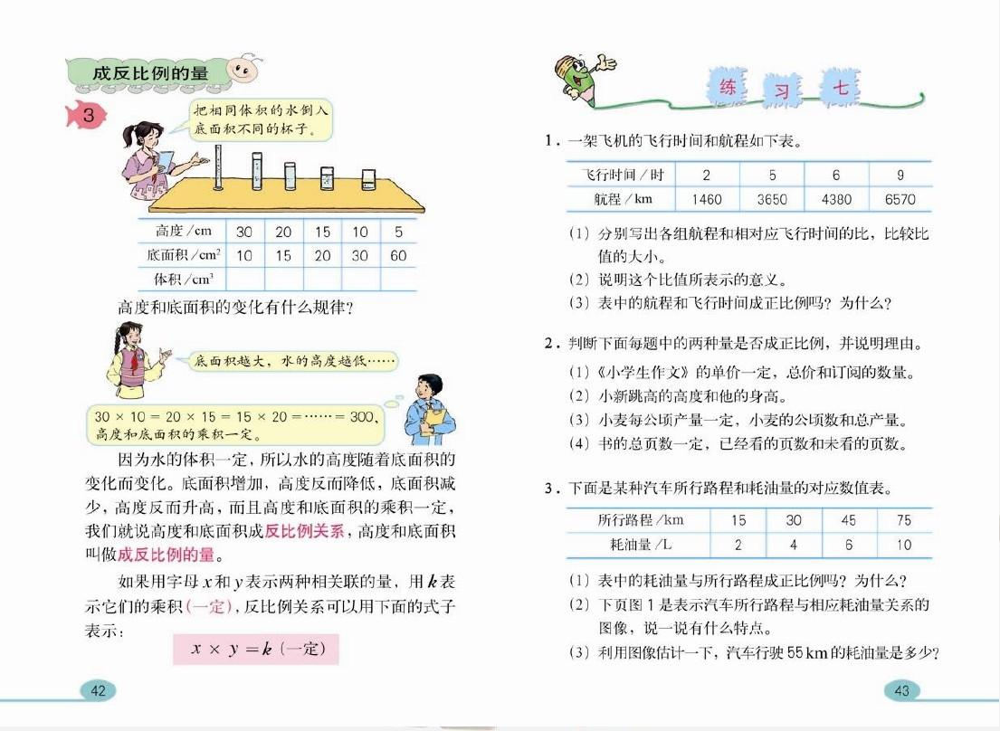 成反比例的量
3
把相同体积的水倒入
底面积不同的杯子。
高度/cm 30 20 15 10 5
底面积/cm² 10 15 20 30 60
体积/cm³
高度和底面积的变化有什么规律?
底面积越大，水的高度越低……
30 × 10 = 20 × 15 = 15 × 20 = …… = 300，
高度和底面积的乘积一定。
因为水的体积一定，所以水的高度随着底面积的
变化而变化。底面积增加，高度反而降低，底面积减
少，高度反而升高，而且高度和底面积的乘积一定，
我们就说高度和底面积成反比例关系，高度和底面积
叫做成反比例的量。
如果用字母 x 和 y 表示两种相关联的量，用 k 表
示它们的乘积（一定），反比例关系可以用下面的式子
表示：
x × y = k（一定）
42
练习七
1. 一架飞机的飞行时间和航程如下表。
飞行时间/时 2 5 6 9
航程/km 1460 3650 4380 6570
（1）分别写出各组航程和相对应飞行时间的比，比较比
值的大小。
（2）说明这个比值所表示的意义。
（3）表中的航程和飞行时间成正比例吗？为什么？
2. 判断下面每题中的两种量是否成正比例，并说明理由。
（1）《小学生作文》的单价一定，总价和订阅的数量。
（2）小新跳高的高度和他的身高。
（3）小麦每公顷产量一定，小麦的公顷数和总产量。
（4）书的总页数一定，已经看的页数和未看的页数。
3. 下面是某种汽车所行路程和耗油量的对应数值表。
所行路程/km 15 30 45 75
耗油量/L 2 4 6 10
（1）表中的耗油量与所行路程成正比例吗？为什么？
（2）下页图 1 是表示汽车所行路程与相应耗油量关系的
图像，说一说有什么特点。
（3）利用图像估计一下，汽车行驶 55 km 的耗油量是多少？
43